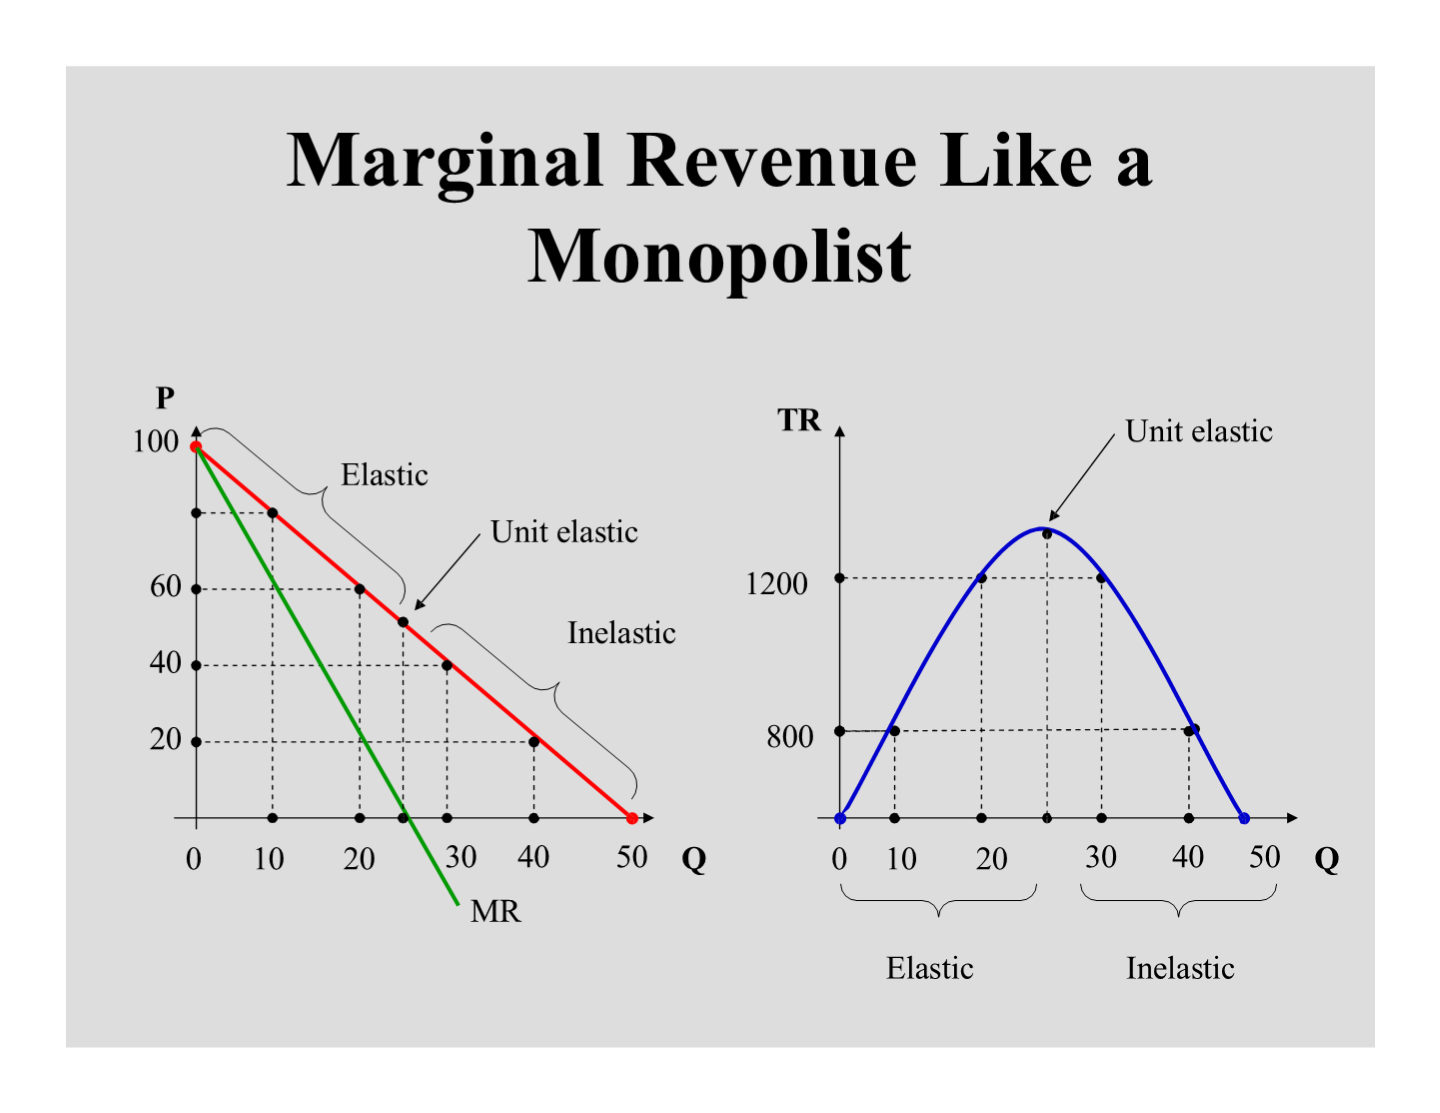 Marginal Revenue Like a
Monopolist
P
100
Elastic
Unit elastic
60
Inelastic
40
20
0 10 20 30 40 50 Q
MR
TR
Unit elastic
1200
800
0 10 20 30 40 50 Q
Elastic
Inelastic